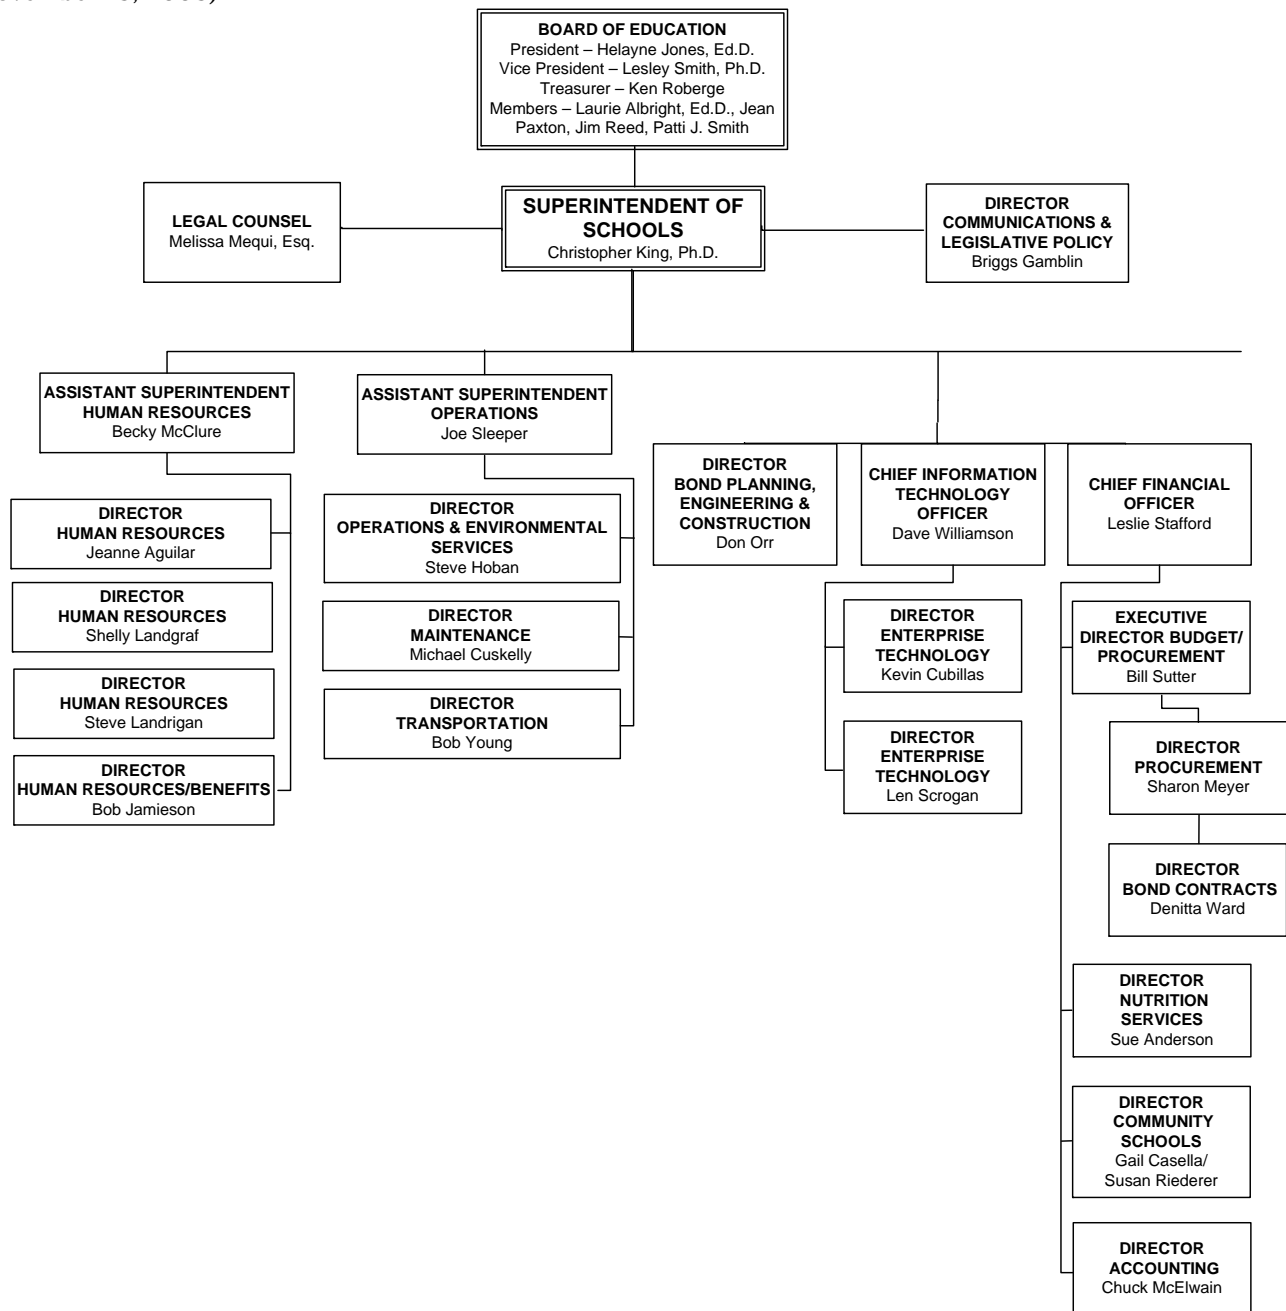 BOARD OF EDUCATION
President – Helayne Jones, Ed.D.
Vice President – Lesley Smith, Ph.D.
Treasurer – Ken Roberge
Members – Laurie Albright, Ed.D., Jean
Paxton, Jim Reed, Patti J. Smith
LEGAL COUNSEL
Melissa Mequi, Esq.
SUPERINTENDENT OF
SCHOOLS
Christopher King, Ph.D.
DIRECTOR
COMMUNICATIONS &
LEGISLATIVE POLICY
Briggs Gamblin
ASSISTANT SUPERINTENDENT
HUMAN RESOURCES
Becky McClure
DIRECTOR
HUMAN RESOURCES
Jeanne Aguilar
DIRECTOR
HUMAN RESOURCES
Shelly Landgraf
DIRECTOR
HUMAN RESOURCES
Steve Landrigan
DIRECTOR
HUMAN RESOURCES/BENEFITS
Bob Jamieson
ASSISTANT SUPERINTENDENT
OPERATIONS
Joe Sleeper
DIRECTOR
OPERATIONS & ENVIRONMENTAL
SERVICES
Steve Hoban
DIRECTOR
MAINTENANCE
Michael Cuskelly
DIRECTOR
TRANSPORTATION
Bob Young
DIRECTOR
BOND PLANNING,
ENGINEERING &
CONSTRUCTION
Don Orr
CHIEF INFORMATION
TECHNOLOGY
OFFICER
Dave Williamson
DIRECTOR
ENTERPRISE
TECHNOLOGY
Kevin Cubillas
DIRECTOR
ENTERPRISE
TECHNOLOGY
Len Scrogan
CHIEF FINANCIAL
OFFICER
Leslie Stafford
EXECUTIVE
DIRECTOR BUDGET/
PROCUREMENT
Bill Sutter
DIRECTOR
PROCUREMENT
Sharon Meyer
DIRECTOR
BOND CONTRACTS
Denitta Ward
DIRECTOR
NUTRITION
SERVICES
Sue Anderson
DIRECTOR
COMMUNITY
SCHOOLS
Gail Casella/
Susan Riederer
DIRECTOR
ACCOUNTING
Chuck McElwain